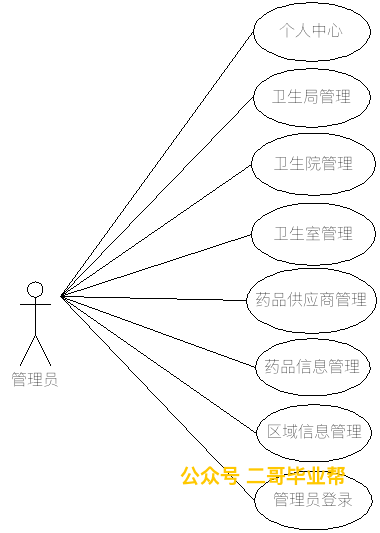 个人中心
卫生局管理
卫生院管理
卫生室管理
药品供应商管理
药品信息管理
管理员
区域信息管理
公众号 二哥毕业帮
管理员登录